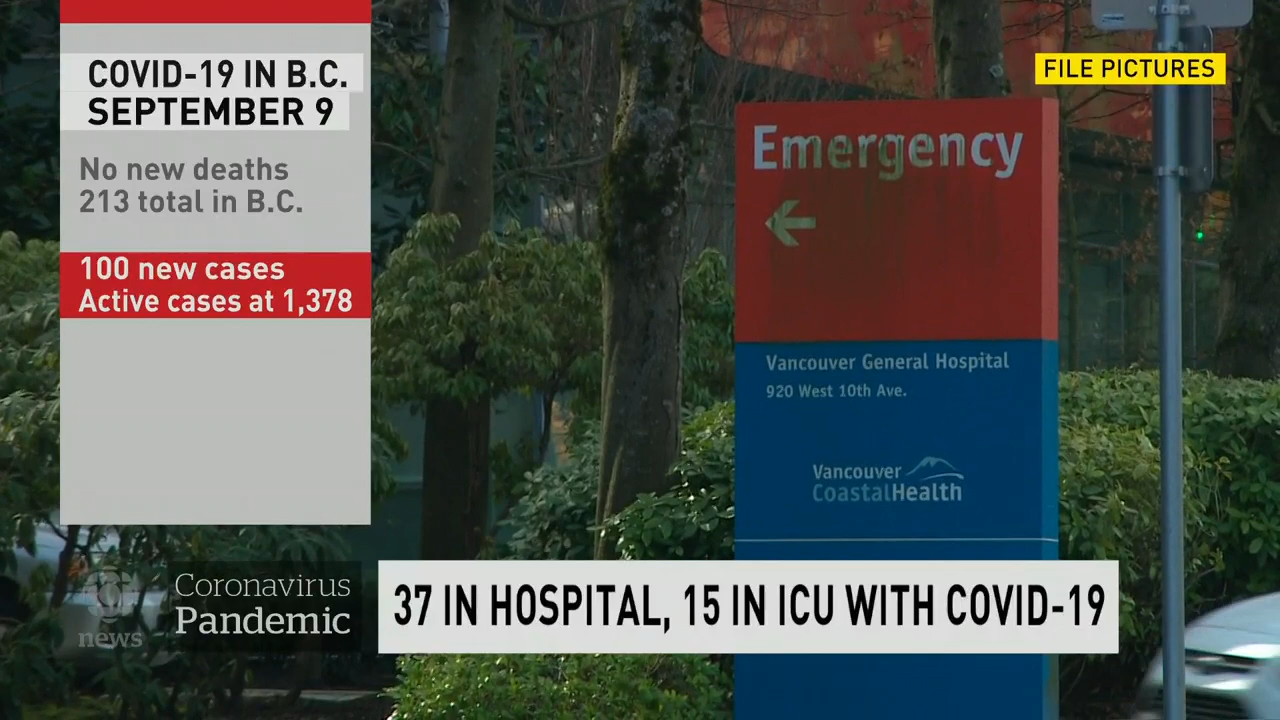 COVID-19 IN B.C.
SEPTEMBER 9
No new deaths
213 total in B.C.
100 new cases
Active cases at 1,378
FILE PICTURES
Emergency
Vancouver General Hospital
920 West 10th Ave.
Vancouver
CoastalHealth
news
Coronavirus
Pandemic
37 IN HOSPITAL, 15 IN ICU WITH COVID-19